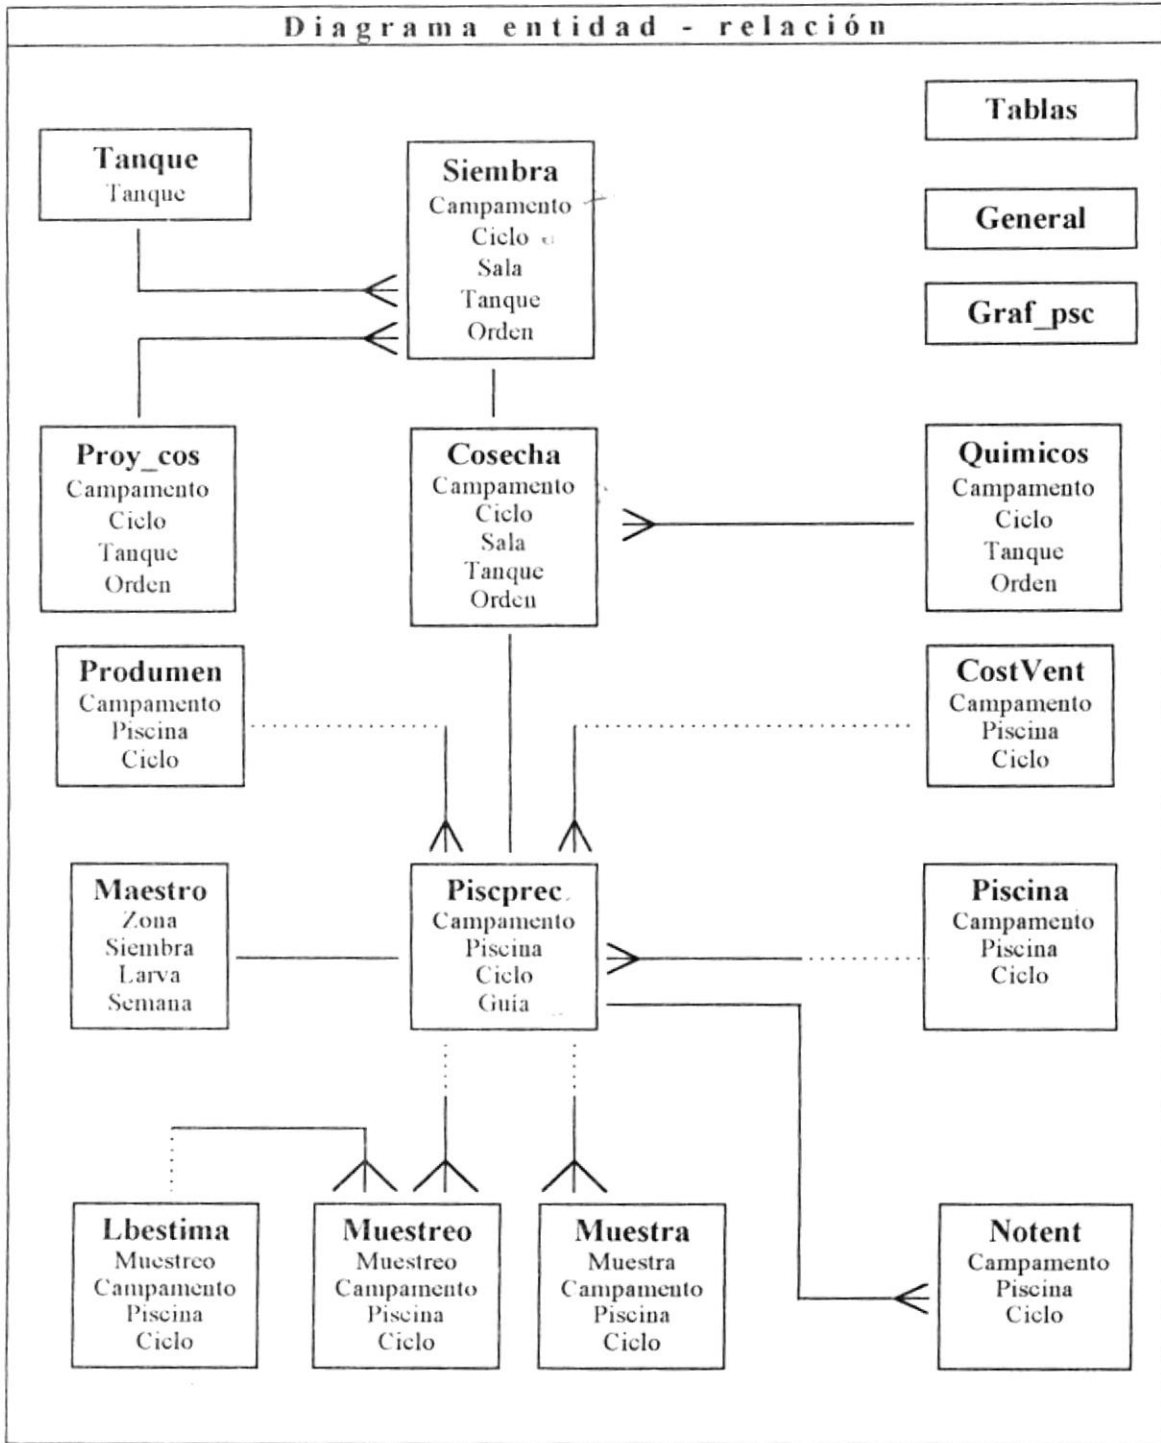 Diagrama entidad - relación
Tablas
General
Graf_psc
Tanque
Tanque
Siembra
Campamento
Ciclo
Sala
Tanque
Orden
Proy_cos
Campamento
Ciclo
Tanque
Orden
Cosecha
Campamento
Ciclo
Sala
Tanque
Orden
Quimicos
Campamento
Ciclo
Tanque
Orden
Produmen
Campamento
Piscina
Ciclo
CostVent
Campamento
Piscina
Ciclo
Maestro
Zona
Siembra
Larva
Semana
Piscprec
Campamento
Piscina
Ciclo
Guía
Piscina
Campamento
Piscina
Ciclo
Lbestima
Muestreo
Campamento
Piscina
Ciclo
Muestreo
Muestreo
Campamento
Piscina
Ciclo
Muestra
Muestra
Campamento
Piscina
Ciclo
Notent
Campamento
Piscina
Ciclo